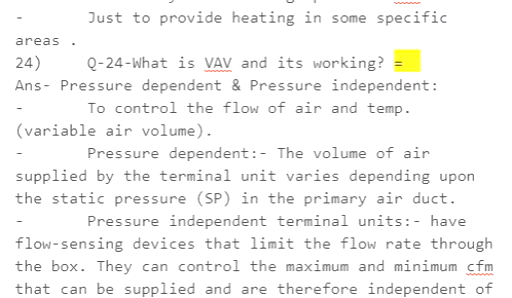 -       Just to provide heating in some specific
areas .
24)     Q-24-What is VAV and its working? =
Ans- Pressure dependent & Pressure independent:
-       To control the flow of air and temp.
(variable air volume).
-       Pressure dependent:- The volume of air
supplied by the terminal unit varies depending upon
the static pressure (SP) in the primary air duct.
-       Pressure independent terminal units:- have
flow-sensing devices that limit the flow rate through
the box. They can control the maximum and minimum cfm
that can be supplied and are therefore independent of